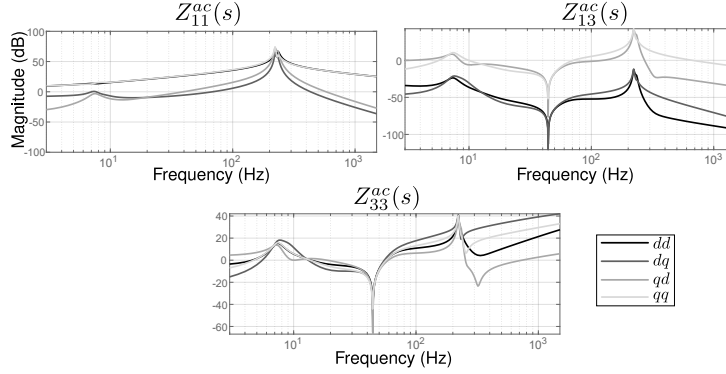 Z_{11}^{ac}(s)
Z_{13}^{ac}(s)
Magnitude (dB)
100
50
0
-50
-100
10^1
10^2
10^3
Frequency (Hz)
0
-50
-100
10^1
10^2
10^3
Frequency (Hz)
Z_{33}^{ac}(s)
40
20
0
-20
-40
-60
10^1
10^2
10^3
Frequency (Hz)
dd
dq
qd
qq